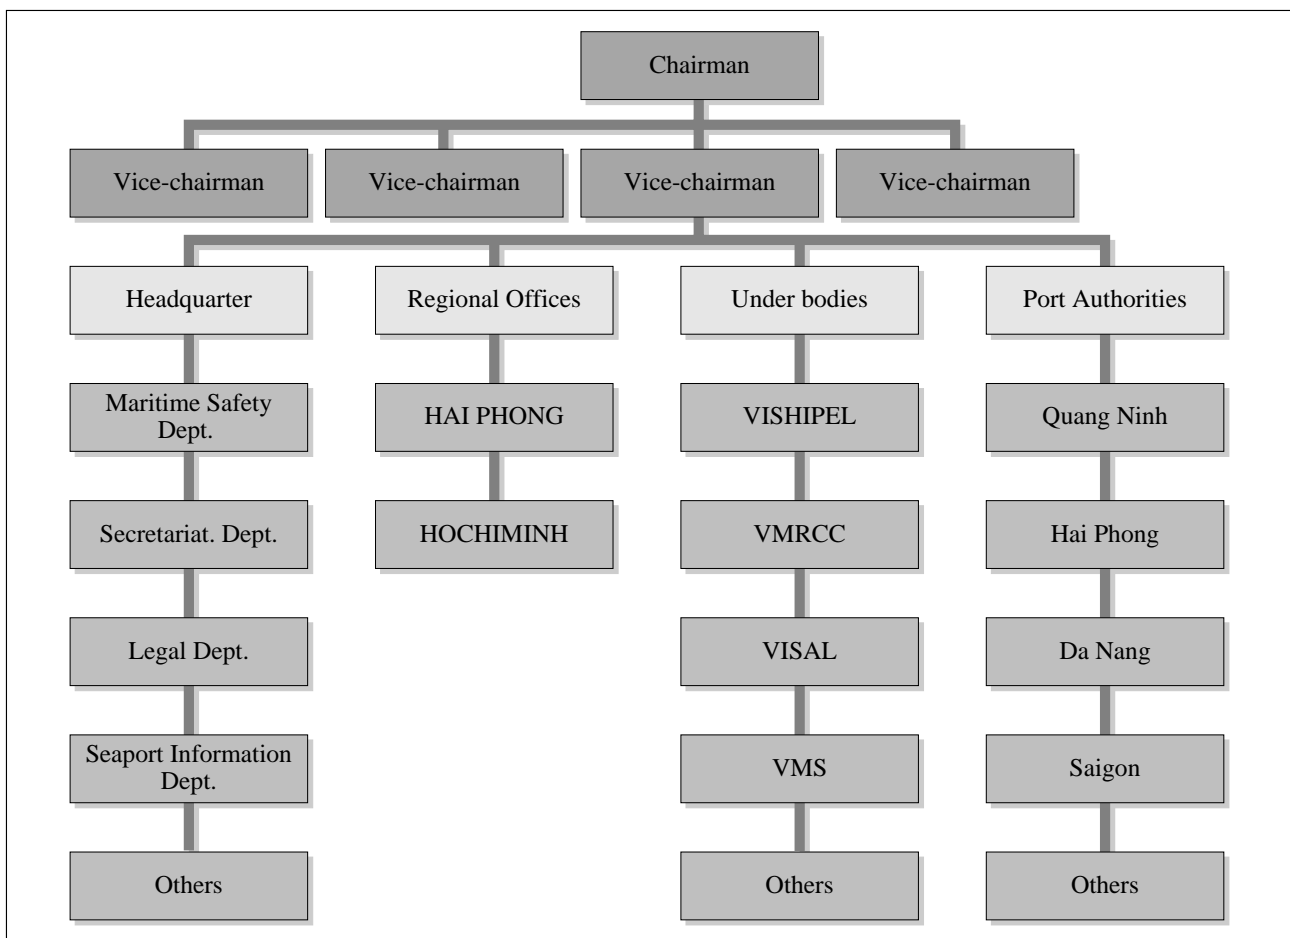 Chairman
Vice-chairman
Vice-chairman
Vice-chairman
Vice-chairman
Headquarter
Regional Offices
Under bodies
Port Authorities
Maritime Safety
Dept.
HAI PHONG
VISHIPEL
Quang Ninh
Secretariat. Dept.
HOCHIMINH
VMRCC
Hai Phong
Legal Dept.
VISAL
Da Nang
Seaport Information
Dept.
VMS
Saigon
Others
Others
Others